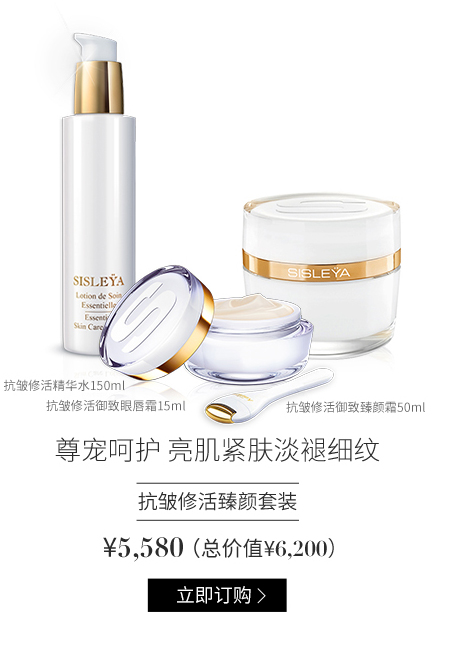 SISLEŸA
Lotion de Soin
Essentielle
Essenti
Skin Care
SISLEŸA
抗皱修活精华水150ml
抗皱修活御致眼唇霜15ml
抗皱修活御致臻颜霜50ml
尊宠呵护 亮肌紧肤淡褪细纹
抗皱修活臻颜套装
¥5,580（总价值¥6,200）
立即订购 >